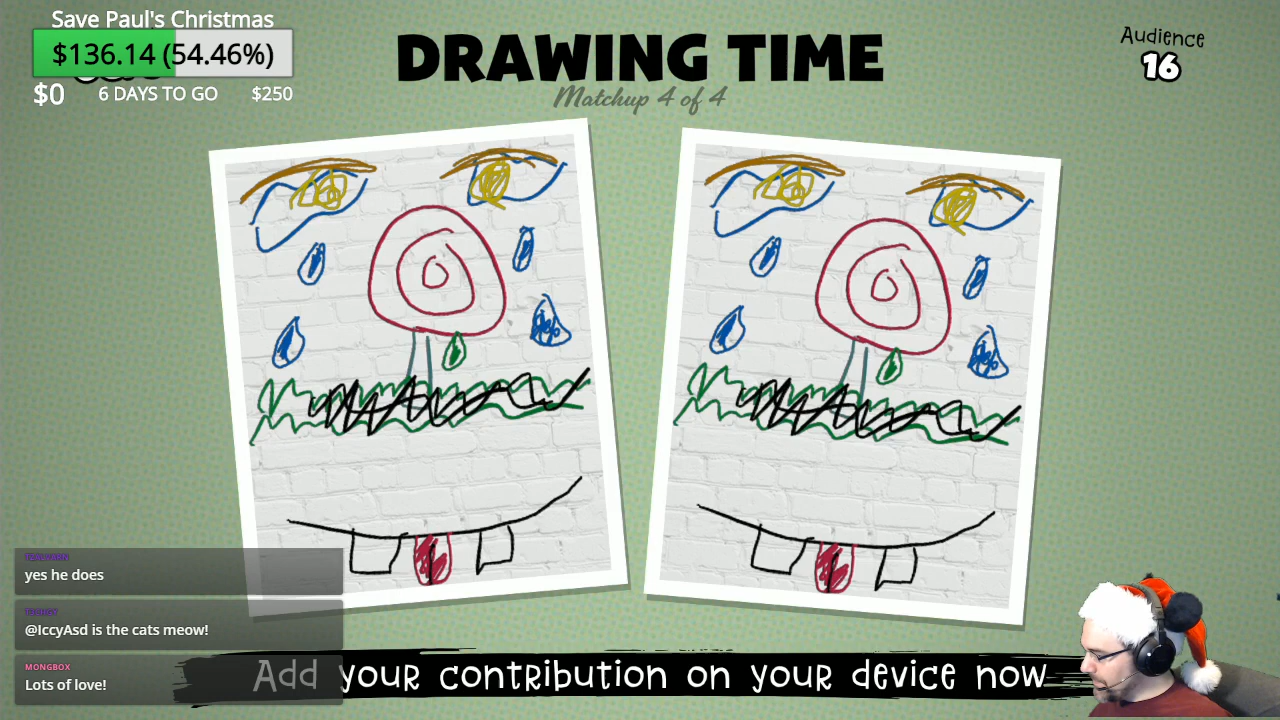 Save Paul's Christmas
$136.14 (54.46%)
$0 6 DAYS TO GO $250
DRAWING TIME
Matchup 4 of 4
Audience
16
yes he does
@IccyAsd is the cats meow!
MONGBOX
Lots of love!
Add your contribution on your device now